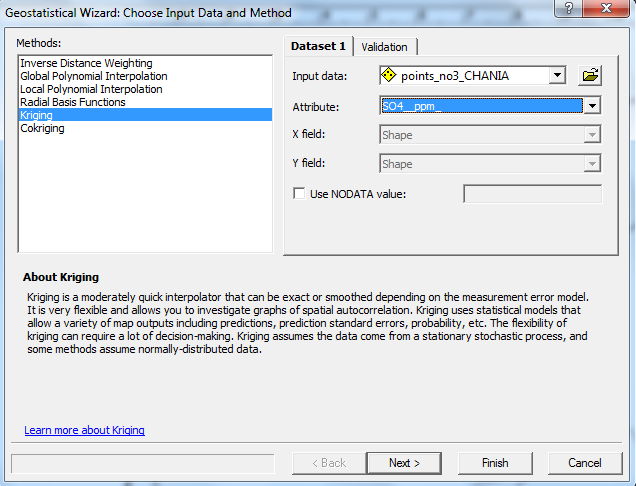 Geostatistical Wizard: Choose Input Data and Method
Methods:
Inverse Distance Weighting
Global Polynomial Interpolation
Local Polynomial Interpolation
Radial Basis Functions
Kriging
Cokriging
Dataset 1
Validation
Input data:
points_no3_CHANIA
Attribute:
SO4__ppm_
X field:
Shape
Y field:
Shape
Use NODATA value:
About Kriging
Kriging is a moderately quick interpolator that can be exact or smoothed depending on the measurement error model.
It is very flexible and allows you to investigate graphs of spatial autocorrelation. Kriging uses statistical models that
allow a variety of map outputs including predictions, prediction standard errors, probability, etc. The flexibility of
kriging can require a lot of decision-making. Kriging assumes the data come from a stationary stochastic process, and
some methods assume normally-distributed data.
Learn more about Kriging
< Back
Next >
Finish
Cancel